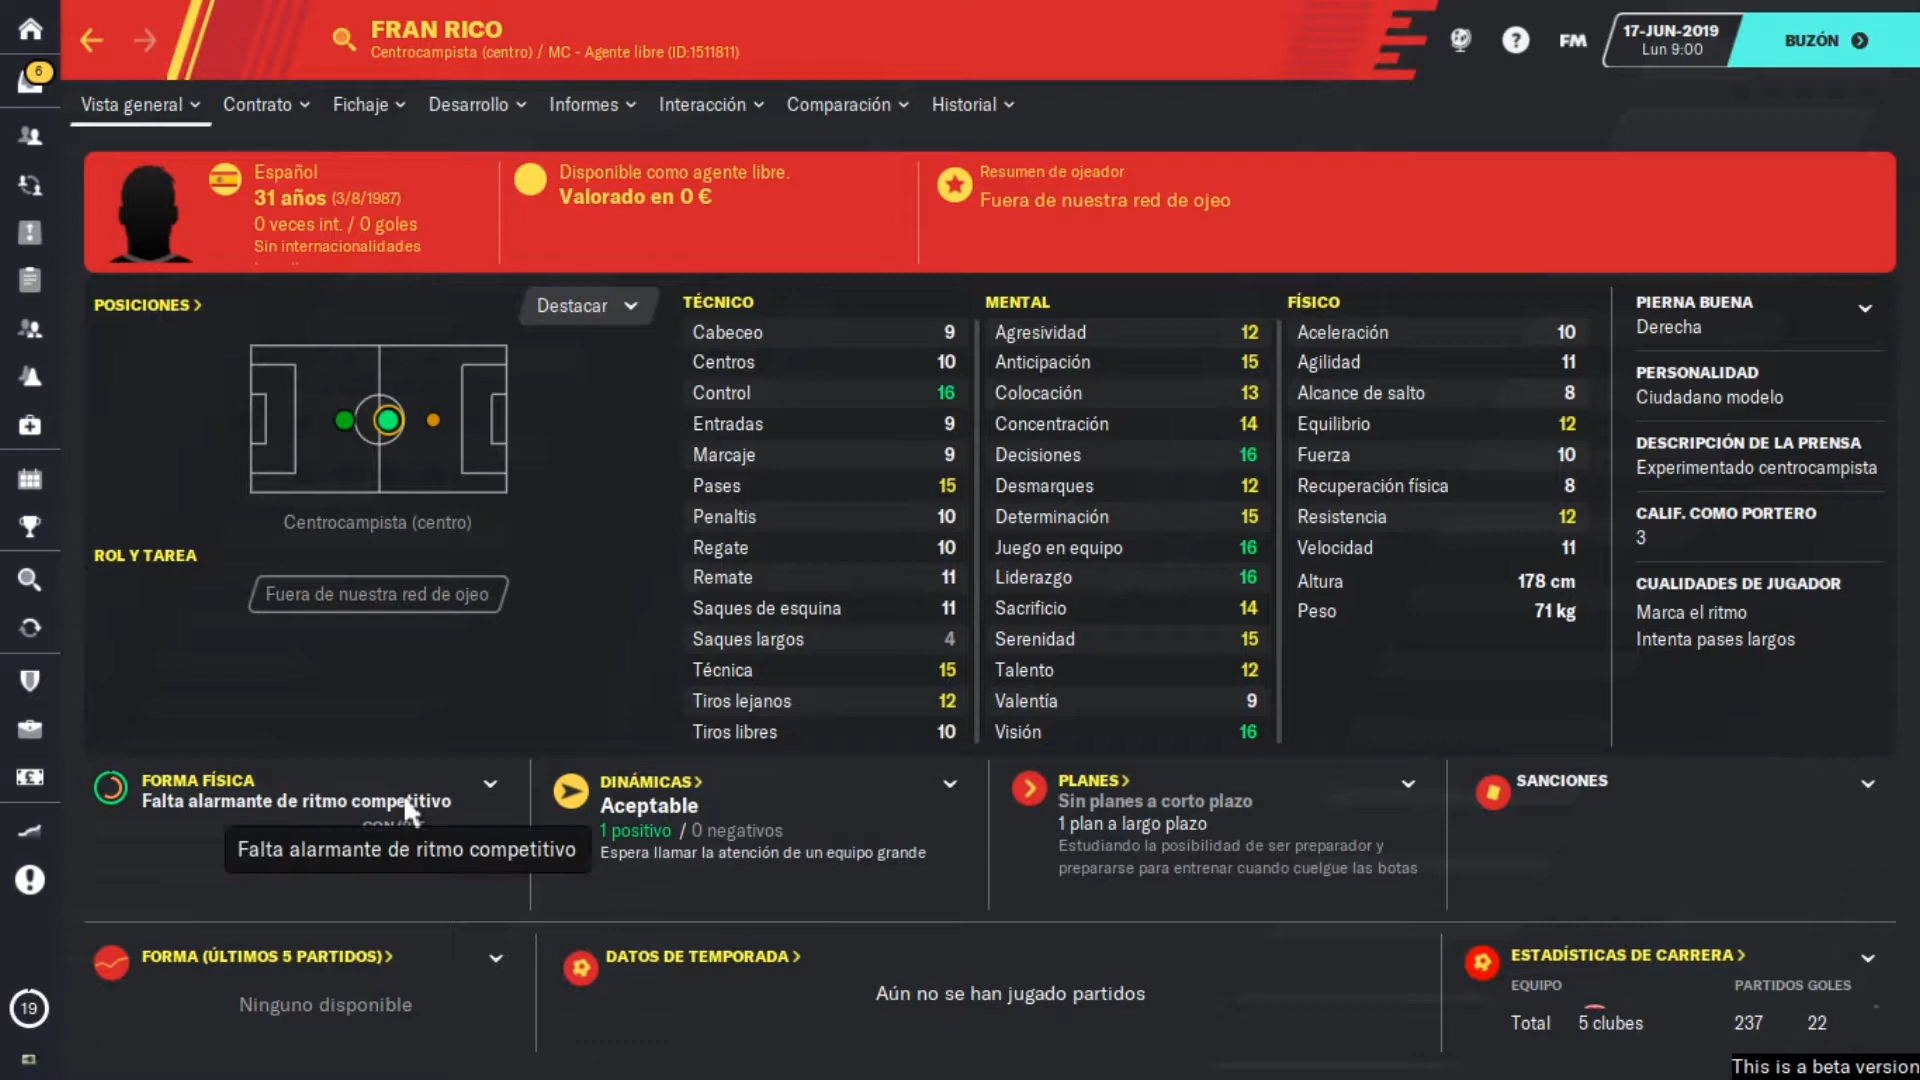 FRAN RICO
Centrocampista (centro) / MC - Agente libre (ID:1511811)
FM
17-JUN-2019
Lun 9:00
BUZÓN
6
Vista general
Contrato
Fichaje
Desarrollo
Informes
Interacción
Comparación
Historial
Español
31 años (3/8/1987)
0 veces int. / 0 goles
Sin internacionalidades
Disponible como agente libre.
Valorado en 0 €
Resumen de ojeador
Fuera de nuestra red de ojeo
POSICIONES >
Destacar
Centrocampista (centro)
ROL Y TAREA
Fuera de nuestra red de ojeo
TÉCNICO
Cabeceo 9
Centros 10
Control 16
Entradas 9
Marcaje 9
Pases 15
Penaltis 10
Regate 10
Remate 11
Saques de esquina 11
Saques largos 4
Técnica 15
Tiros lejanos 12
Tiros libres 10
MENTAL
Agresividad 12
Anticipación 15
Colocación 13
Concentración 14
Decisiones 16
Desmarques 12
Determinación 15
Juego en equipo 16
Liderazgo 16
Sacrificio 14
Serenidad 15
Talento 12
Valentía 9
Visión 16
FÍSICO
Aceleración 10
Agilidad 11
Alcance de salto 8
Equilibrio 12
Fuerza 10
Recuperación física 8
Resistencia 12
Velocidad 11
Altura 178 cm
Peso 71 kg
PIERNA BUENA
Derecha
PERSONALIDAD
Ciudadano modelo
DESCRIPCIÓN DE LA PRENSA
Experimentado centrocampista
CALIF. COMO PORTERO
3
CUALIDADES DE JUGADOR
Marca el ritmo
Intenta pases largos
FORMA FÍSICA
Falta alarmante de ritmo competitivo
Falta alarmante de ritmo competitivo
DINÁMICAS >
Aceptable
1 positivo / 0 negativos
Espera llamar la atención de un equipo grande
PLANES >
Sin planes a corto plazo
1 plan a largo plazo
Estudiando la posibilidad de ser preparador y
prepararse para entrenar cuando cuelgue las botas
SANCIONES
FORMA (ÚLTIMOS 5 PARTIDOS) >
Ninguno disponible
DATOS DE TEMPORADA >
Aún no se han jugado partidos
ESTADÍSTICAS DE CARRERA >
EQUIPO PARTIDOS GOLES
Total 5 clubes 237 22
19
This is a beta version